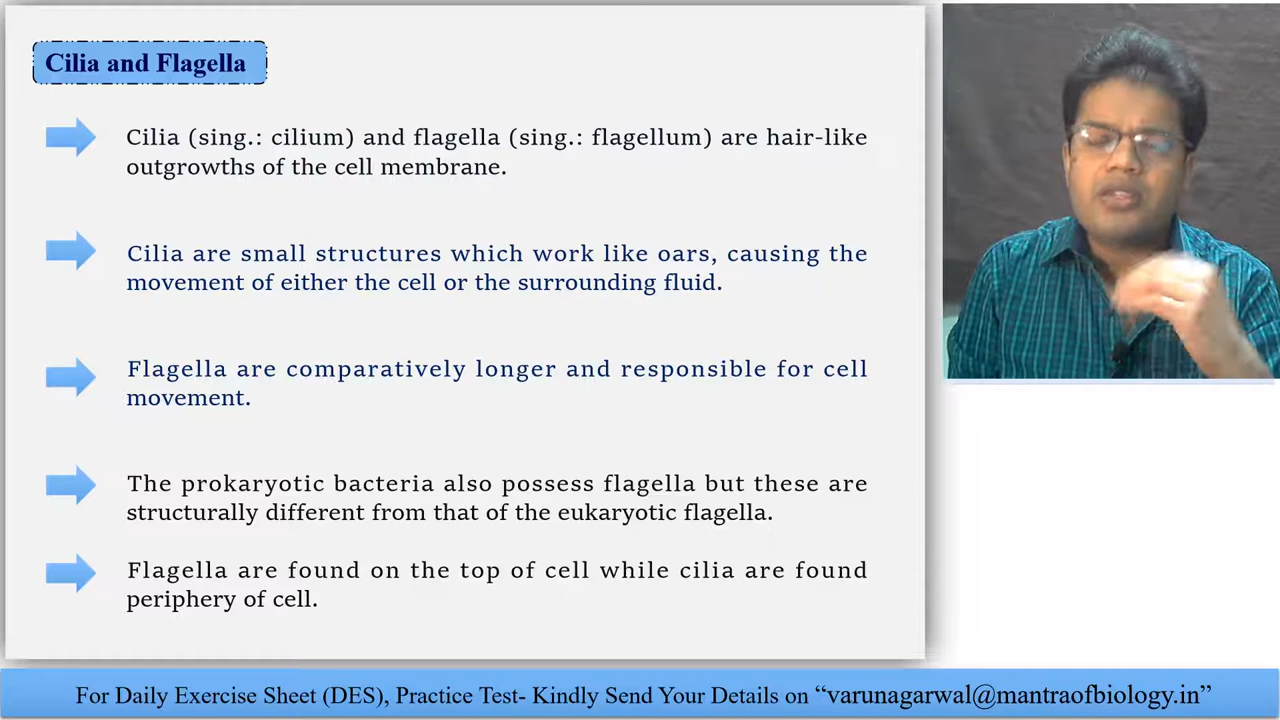 Cilia and Flagella
Cilia (sing.: cilium) and flagella (sing.: flagellum) are hair-like
outgrowths of the cell membrane.
Cilia are small structures which work like oars, causing the
movement of either the cell or the surrounding fluid.
Flagella are comparatively longer and responsible for cell
movement.
The prokaryotic bacteria also possess flagella but these are
structurally different from that of the eukaryotic flagella.
Flagella are found on the top of cell while cilia are found
periphery of cell.
For Daily Exercise Sheet (DES), Practice Test- Kindly Send Your Details on “varunagarwal@mantraofbiology.in”